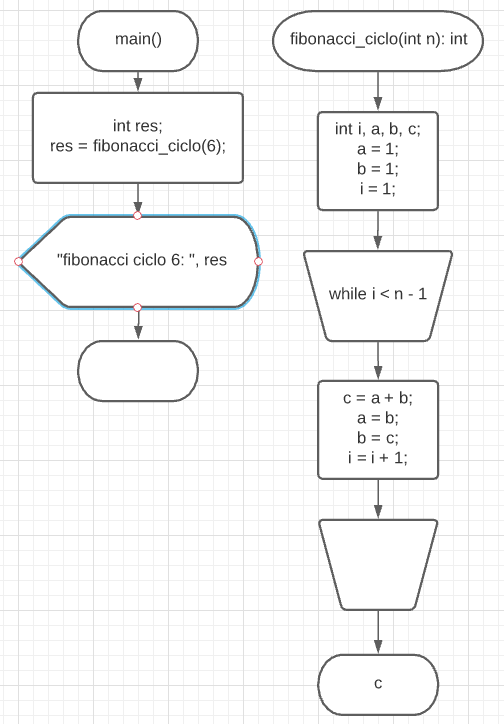 main()
int res;
res = fibonacci_ciclo(6);
"fibonacci ciclo 6: ", res
fibonacci_ciclo(int n): int
int i, a, b, c;
a = 1;
b = 1;
i = 1;
while i < n - 1
c = a + b;
a = b;
b = c;
i = i + 1;
c